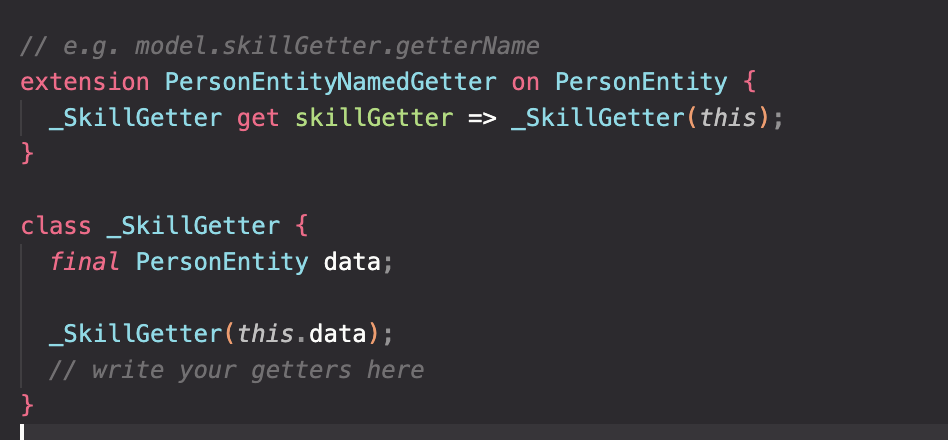 // e.g. model.skillGetter.getterName
extension PersonEntityNamedGetter on PersonEntity {
  _SkillGetter get skillGetter => _SkillGetter(this);
}
class _SkillGetter {
  final PersonEntity data;
  _SkillGetter(this.data);
  // write your getters here
}